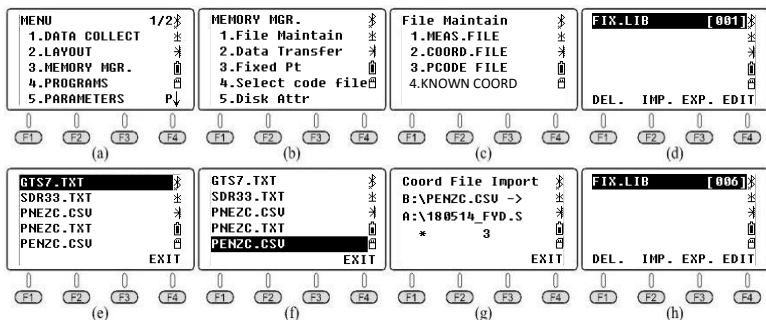 MENU 1/2
1.DATA COLLECT
2.LAYOUT
3.MEMORY MGR.
4.PROGRAMS
5.PARAMETERS P↓
F1 F2 F3 F4
(a)
MEMORY MGR.
1.File Maintain
2.Data Transfer
3.Fixed Pt
4.Select code file
5.Disk Attr
F1 F2 F3 F4
(b)
File Maintain
1.MEAS.FILE
2.COORD.FILE
3.PCODE FILE
4.KNOWN COORD
F1 F2 F3 F4
(c)
FIX.LIB [001]
DEL. IMP. EXP. EDIT
F1 F2 F3 F4
(d)
GTS7.TXT
SDR33.TXT
PNEZC.CSV
PNEZC.TXT
PENZC.CSV
EXIT
F1 F2 F3 F4
(e)
GTS7.TXT
SDR33.TXT
PNEZC.CSV
PNEZC.TXT
PENZC.CSV
EXIT
F1 F2 F3 F4
(f)
Coord File Import
B:\PENZC.CSV ->
A:\180514_FYD.S
* 3
EXIT
F1 F2 F3 F4
(g)
FIX.LIB [006]
DEL. IMP. EXP. EDIT
F1 F2 F3 F4
(h)